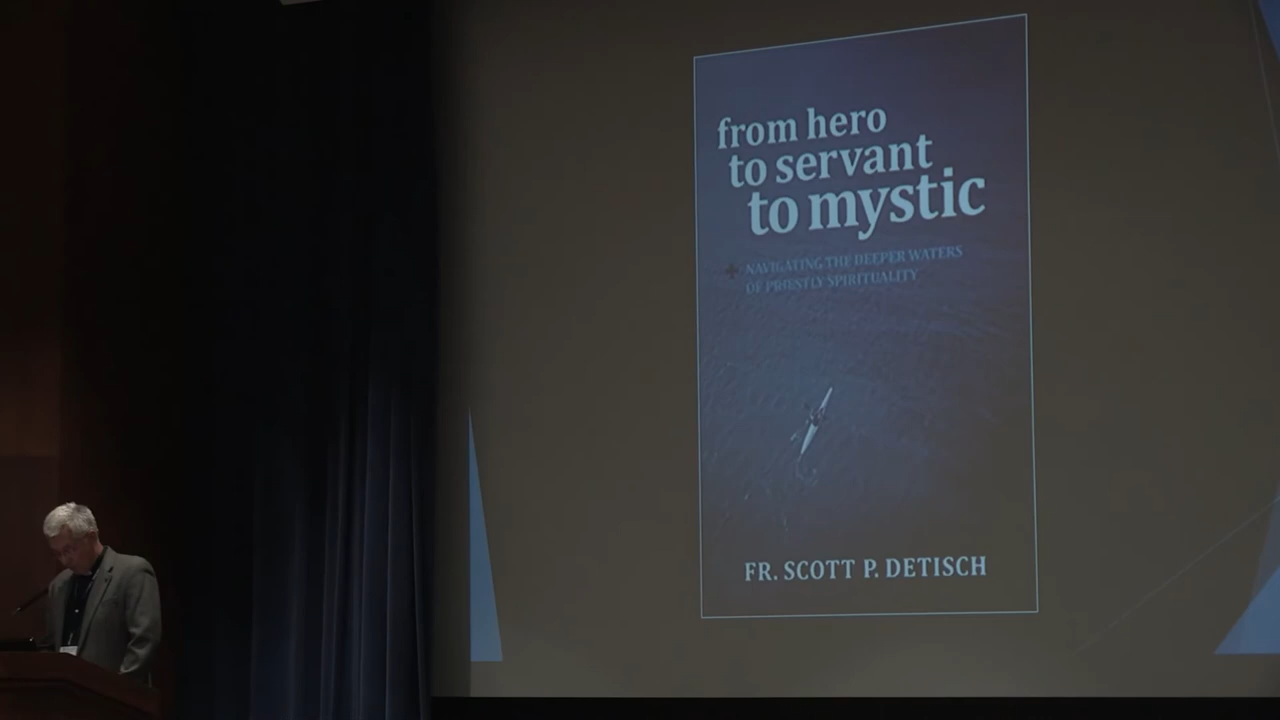 from hero
to servant
to mystic
NAVIGATING THE DEEPER WATERS
OF PRIESTLY SPIRITUALITY
FR. SCOTT P. DETISCH